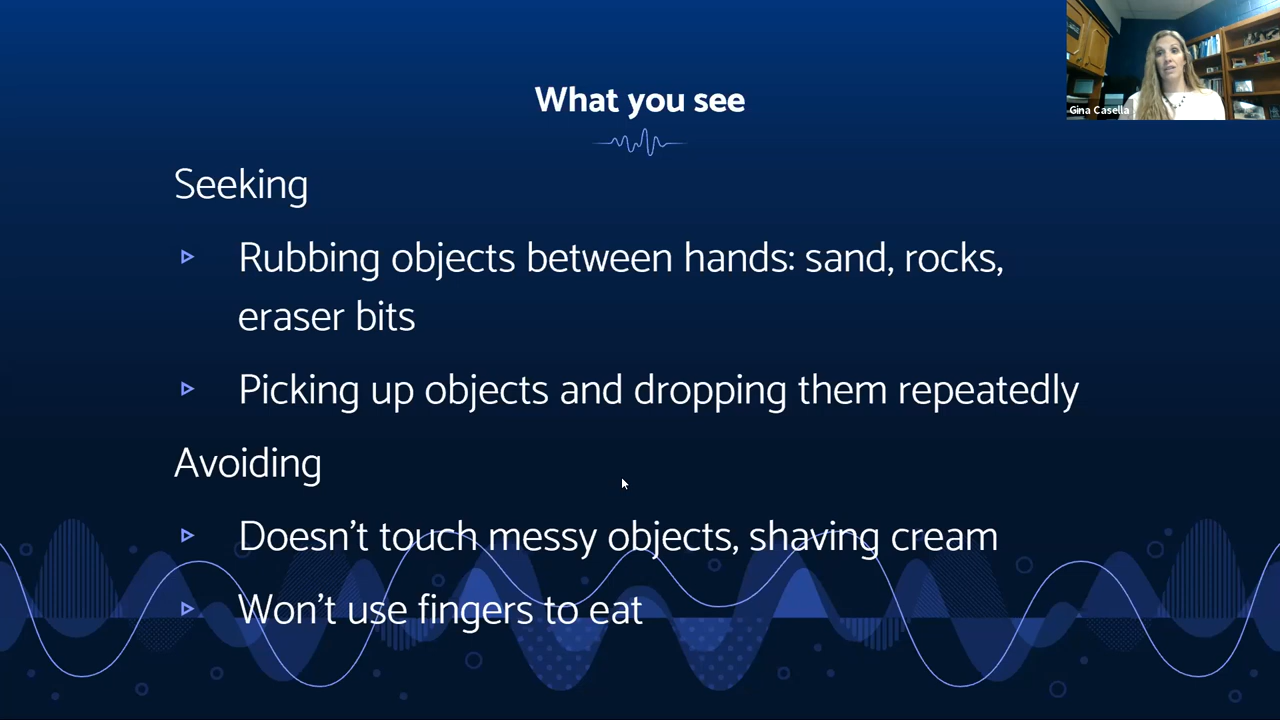 What you see
Gina Casella
Seeking
Rubbing objects between hands: sand, rocks,
eraser bits
Picking up objects and dropping them repeatedly
Avoiding
Doesn’t touch messy objects, shaving cream
Won’t use fingers to eat